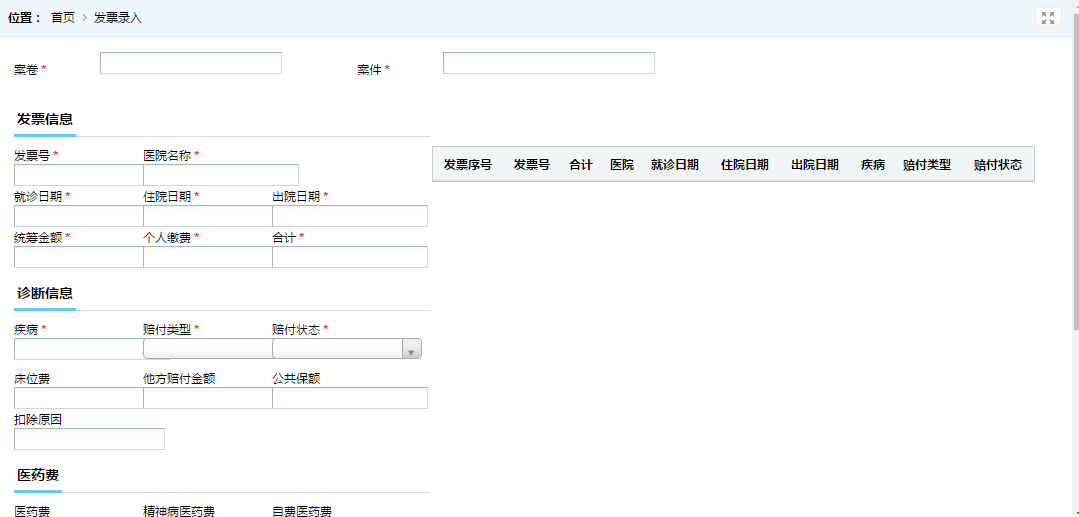 位置： 首页 > 发票录入
案卷 * 案件 *
发票信息
发票号 * 医院名称 *
发票序号 发票号 合计 医院 就诊日期 住院日期 出院日期 疾病 赔付类型 赔付状态
就诊日期 * 住院日期 * 出院日期 *
统筹金额 * 个人缴费 * 合计 *
诊断信息
疾病 * 赔付类型 * 赔付状态 *
床位费 他方赔付金额 公共保额
扣除原因
医药费
医药费 精神病医药费 自费医药费